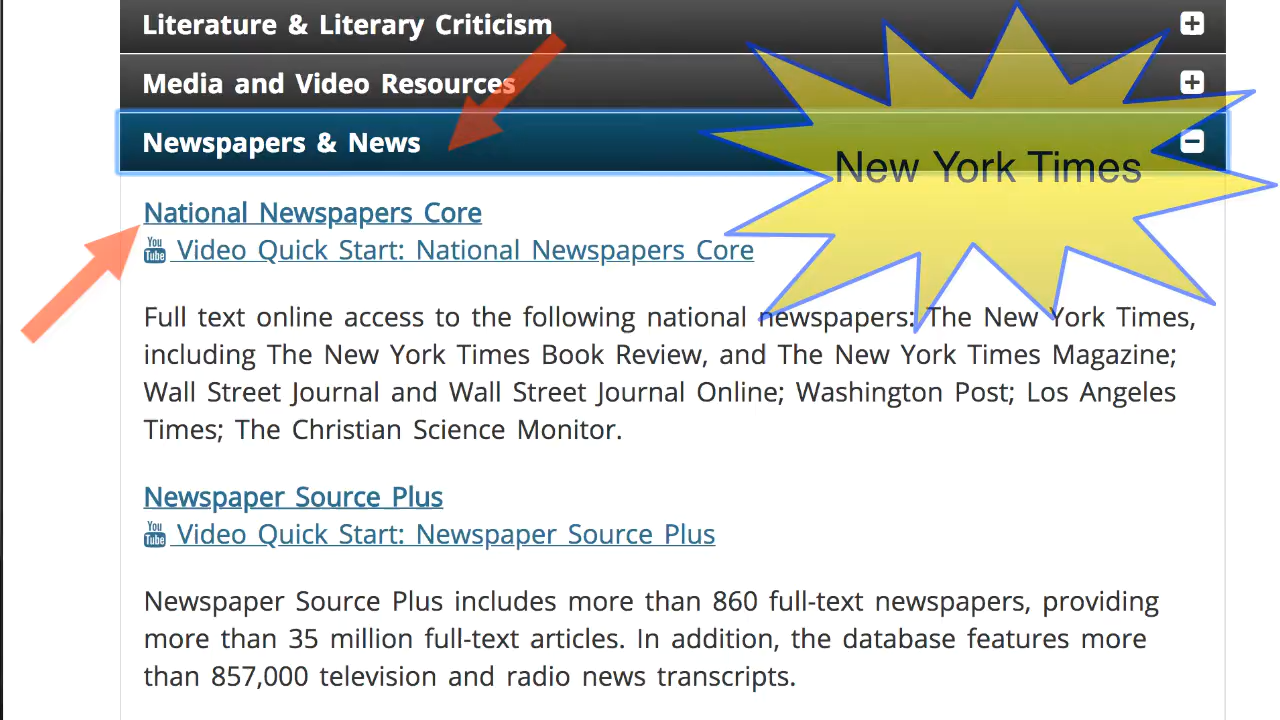 Literature & Literary Criticism
Media and Video Resources
Newspapers & News
New York Times
National Newspapers Core
You Tube Video Quick Start: National Newspapers Core
Full text online access to the following national newspapers: The New York Times,
including The New York Times Book Review, and The New York Times Magazine;
Wall Street Journal and Wall Street Journal Online; Washington Post; Los Angeles
Times; The Christian Science Monitor.
Newspaper Source Plus
You Tube Video Quick Start: Newspaper Source Plus
Newspaper Source Plus includes more than 860 full-text newspapers, providing
more than 35 million full-text articles. In addition, the database features more
than 857,000 television and radio news transcripts.